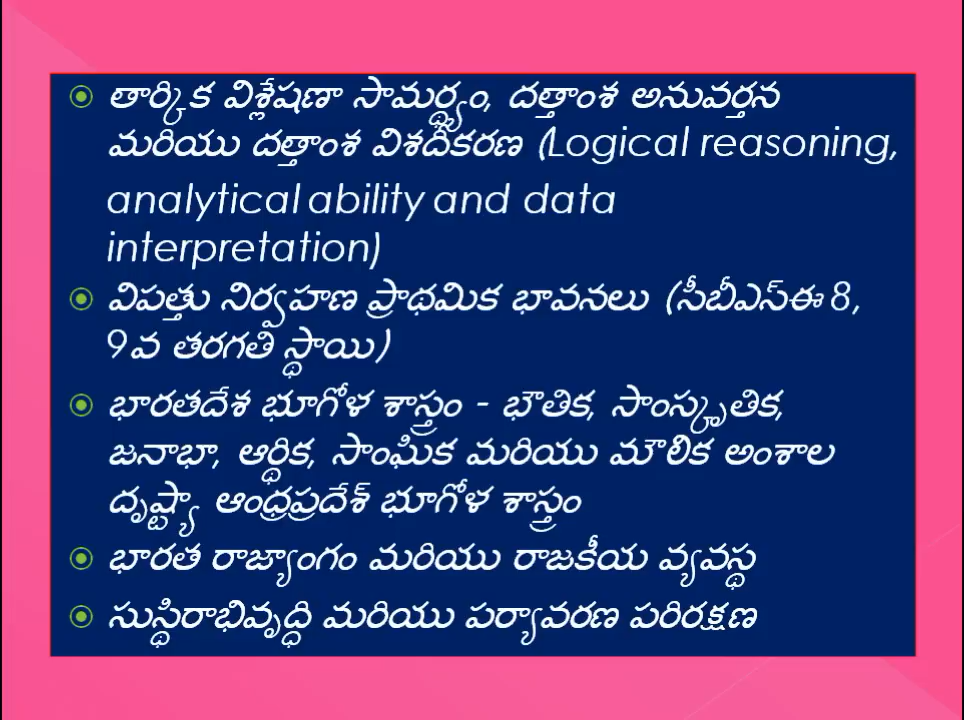 తార్కిక విశ్లేషణా సామర్థ్యం, దత్తాంశ అనువర్తన
మరియు దత్తాంశ విశదీకరణ (Logical reasoning,
analytical ability and data
interpretation)
విపత్తు నిర్వహణ ప్రాథమిక భావనలు (సీబీఎస్ఈ 8,
9వ తరగతి స్థాయి)
భారతదేశ భూగోళ శాస్త్రం - భౌతిక, సాంస్కృతిక,
జనాభా, ఆర్థిక, సాంఘిక మరియు మౌలిక అంశాల
దృష్ట్యా ఆంధ్రప్రదేశ్ భూగోళ శాస్త్రం
భారత రాజ్యాంగం మరియు రాజకీయ వ్యవస్థ
సుస్థిరాభివృద్ధి మరియు పర్యావరణ పరిరక్షణ